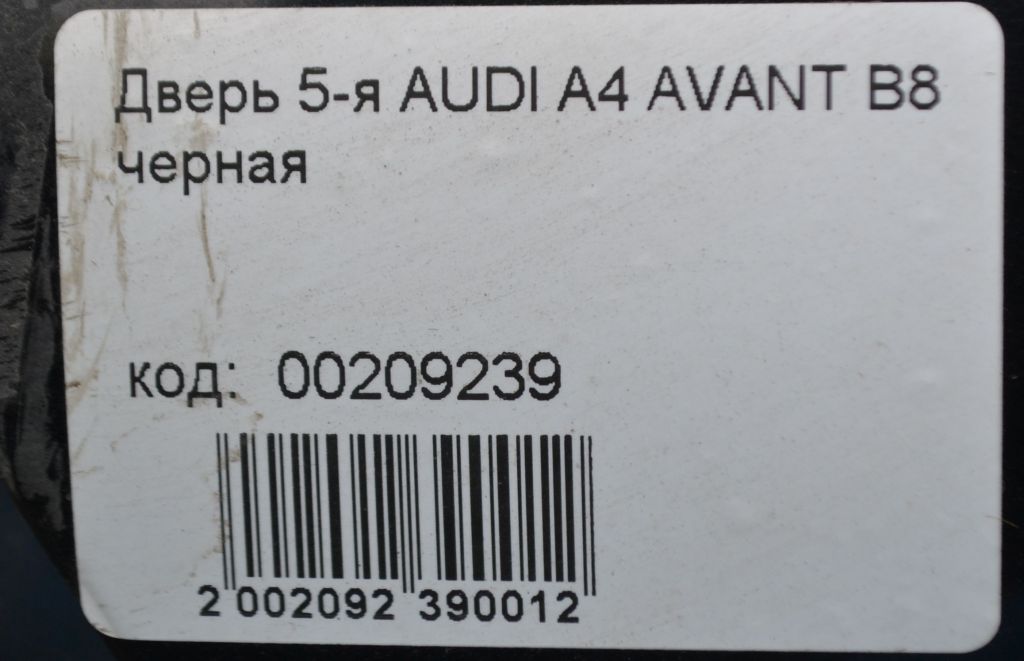 Дверь 5-я AUDI A4 AVANT B8
черная
код: 00209239
2 002092 390012